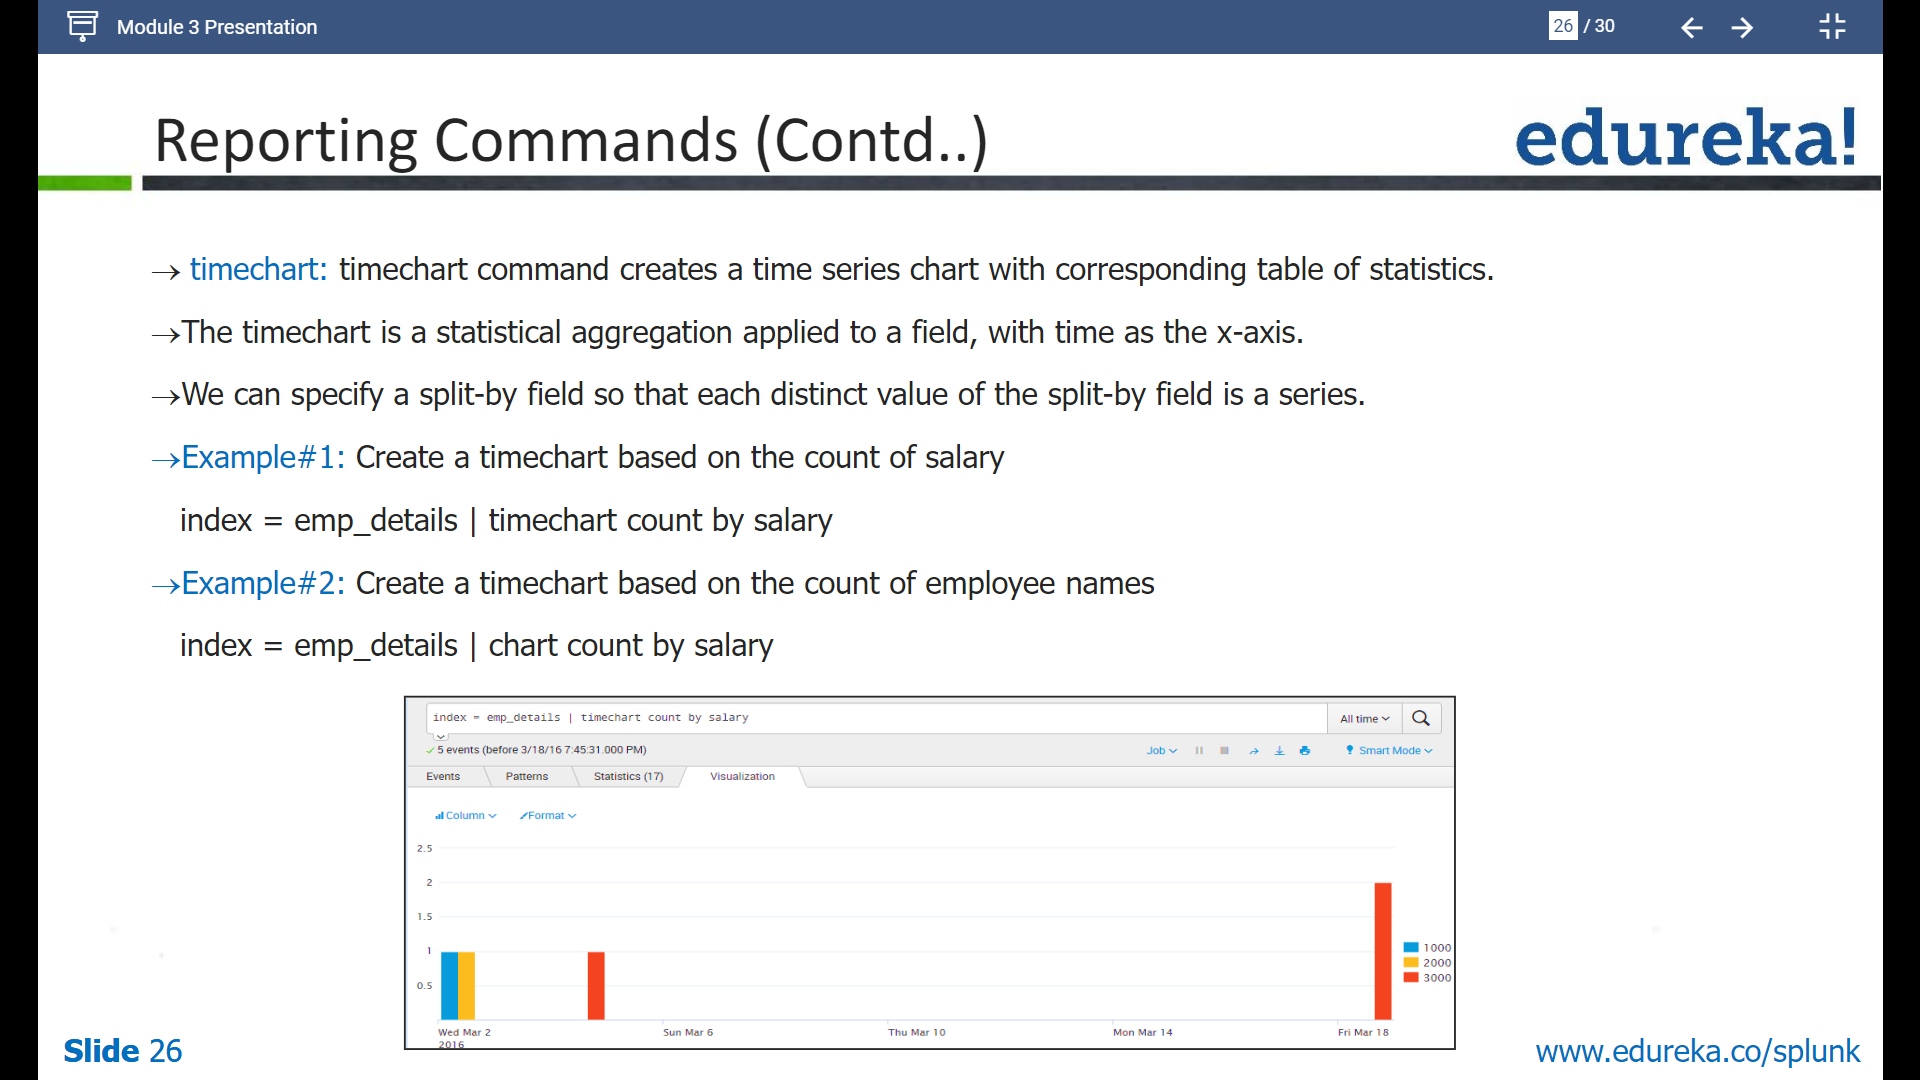 Module 3 Presentation
26 / 30
Reporting Commands (Contd..)
edureka!
→ timechart: timechart command creates a time series chart with corresponding table of statistics.
→The timechart is a statistical aggregation applied to a field, with time as the x-axis.
→We can specify a split-by field so that each distinct value of the split-by field is a series.
→Example#1: Create a timechart based on the count of salary
index = emp_details | timechart count by salary
→Example#2: Create a timechart based on the count of employee names
index = emp_details | chart count by salary
index = emp_details | timechart count by salary
All time
5 events (before 3/18/16 7:45:31.000 PM)
Job
Smart Mode
Events Patterns Statistics (17) Visualization
Column Format
2.5
2
1.5
1
0.5
1000
2000
3000
Wed Mar 2 Sun Mar 6 Thu Mar 10 Mon Mar 14 Fri Mar 18
2016
Slide 26
www.edureka.co/splunk